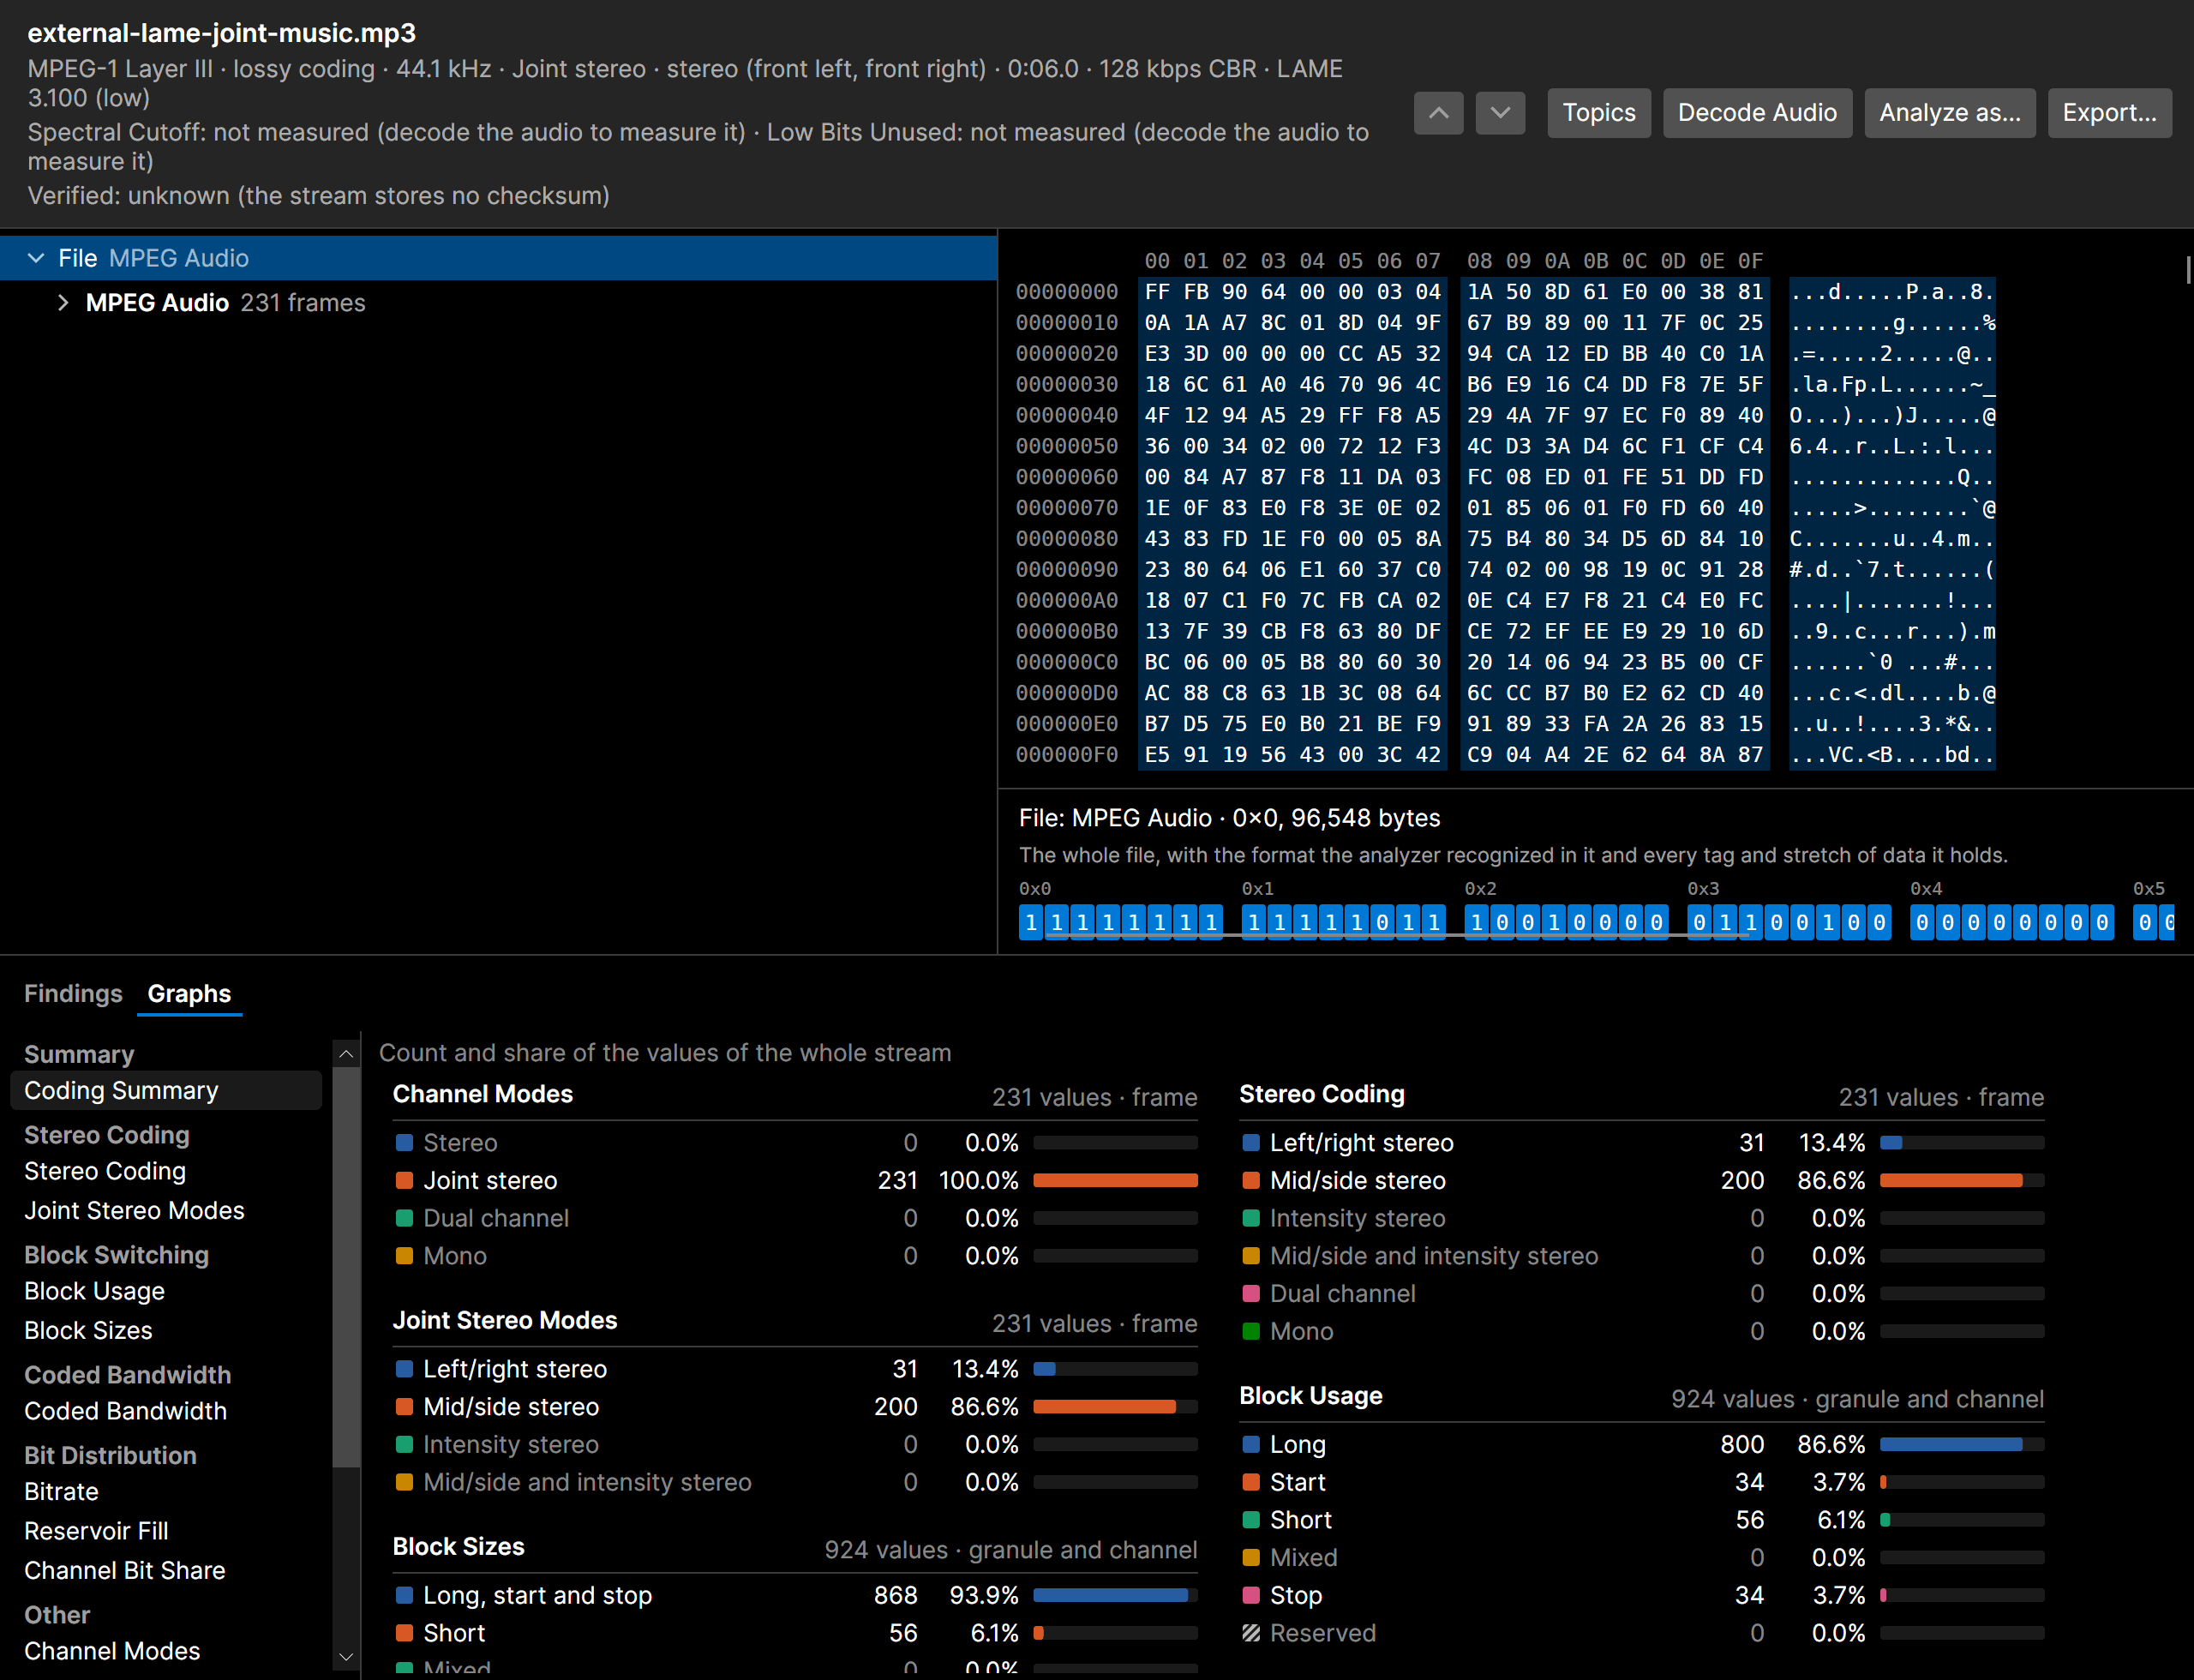 external-lame-joint-music.mp3
MPEG-1 Layer III · lossy coding · 44.1 kHz · Joint stereo · stereo (front left, front right) · 0:06.0 · 128 kbps CBR · LAME
3.100 (low)
Spectral Cutoff: not measured (decode the audio to measure it) · Low Bits Unused: not measured (decode the audio to
measure it)
Verified: unknown (the stream stores no checksum)
Topics Decode Audio Analyze as... Export...
File MPEG Audio
MPEG Audio 231 frames
00 01 02 03 04 05 06 07 08 09 0A 0B 0C 0D 0E 0F
00000000 FF FB 90 64 00 00 03 04 1A 50 8D 61 E0 00 38 81 ...d.....P.a..8.
00000010 0A 1A A7 8C 01 8D 04 9F 67 B9 89 00 11 7F 0C 25 ........g......%
00000020 E3 3D 00 00 00 CC A5 32 94 CA 12 ED BB 40 C0 1A .=.....2.....@..
00000030 18 6C 61 A0 46 70 96 4C B6 E9 16 C4 DD F8 7E 5F .la.Fp.L......~_
00000040 4F 12 94 A5 29 FF F8 A5 29 4A 7F 97 EC F0 89 40 O...)...)J.....@
00000050 36 00 34 02 00 72 12 F3 4C D3 3A D4 6C F1 CF C4 6.4..r..L.:.l...
00000060 00 84 A7 87 F8 11 DA 03 FC 08 ED 01 FE 51 DD FD .............Q..
00000070 1E 0F 83 E0 F8 3E 0E 02 01 85 06 01 F0 FD 60 40 .....>........`@
00000080 43 83 FD 1E F0 00 05 8A 75 B4 80 34 D5 6D 84 10 C.......u..4.m..
00000090 23 80 64 06 E1 60 37 C0 74 02 00 98 19 0C 91 28 #.d..`7.t......(
000000A0 18 07 C1 F0 7C FB CA 02 0E C4 E7 F8 21 C4 E0 FC ....|.......!...
000000B0 13 7F 39 CB F8 63 80 DF CE 72 EF EE E9 29 10 6D ..9..c...r...).m
000000C0 BC 06 00 05 B8 80 60 30 20 14 06 94 23 B5 00 CF ......`0 ...#...
000000D0 AC 88 C8 63 1B 3C 08 64 6C CC B7 B0 E2 62 CD 40 ...c.<.dl....b.@
000000E0 B7 D5 75 E0 B0 21 BE F9 91 89 33 FA 2A 26 83 15 ..u..!....3.*&..
000000F0 E5 91 19 56 43 00 3C 42 C9 04 A4 2E 62 64 8A 87 ...VC.<B....bd..
File: MPEG Audio · 0×0, 96,548 bytes
The whole file, with the format the analyzer recognized in it and every tag and stretch of data it holds.
0x0 0x1 0x2 0x3 0x4 0x5
1 1 1 1 1 1 1 1 1 1 1 1 1 0 1 1 1 0 0 1 0 0 0 0 0 1 1 0 0 1 0 0 0 0 0 0 0 0 0 0 0 0
Findings Graphs
Summary
Coding Summary
Stereo Coding
Stereo Coding
Joint Stereo Modes
Block Switching
Block Usage
Block Sizes
Coded Bandwidth
Coded Bandwidth
Bit Distribution
Bitrate
Reservoir Fill
Channel Bit Share
Other
Channel Modes
Count and share of the values of the whole stream
Channel Modes 231 values · frame
Stereo 0 0.0%
Joint stereo 231 100.0%
Dual channel 0 0.0%
Mono 0 0.0%
Joint Stereo Modes 231 values · frame
Left/right stereo 31 13.4%
Mid/side stereo 200 86.6%
Intensity stereo 0 0.0%
Mid/side and intensity stereo 0 0.0%
Block Sizes 924 values · granule and channel
Long, start and stop 868 93.9%
Short 56 6.1%
Mixed 0 0.0%
Stereo Coding 231 values · frame
Left/right stereo 31 13.4%
Mid/side stereo 200 86.6%
Intensity stereo 0 0.0%
Mid/side and intensity stereo 0 0.0%
Dual channel 0 0.0%
Mono 0 0.0%
Block Usage 924 values · granule and channel
Long 800 86.6%
Start 34 3.7%
Short 56 6.1%
Mixed 0 0.0%
Stop 34 3.7%
Reserved 0 0.0%